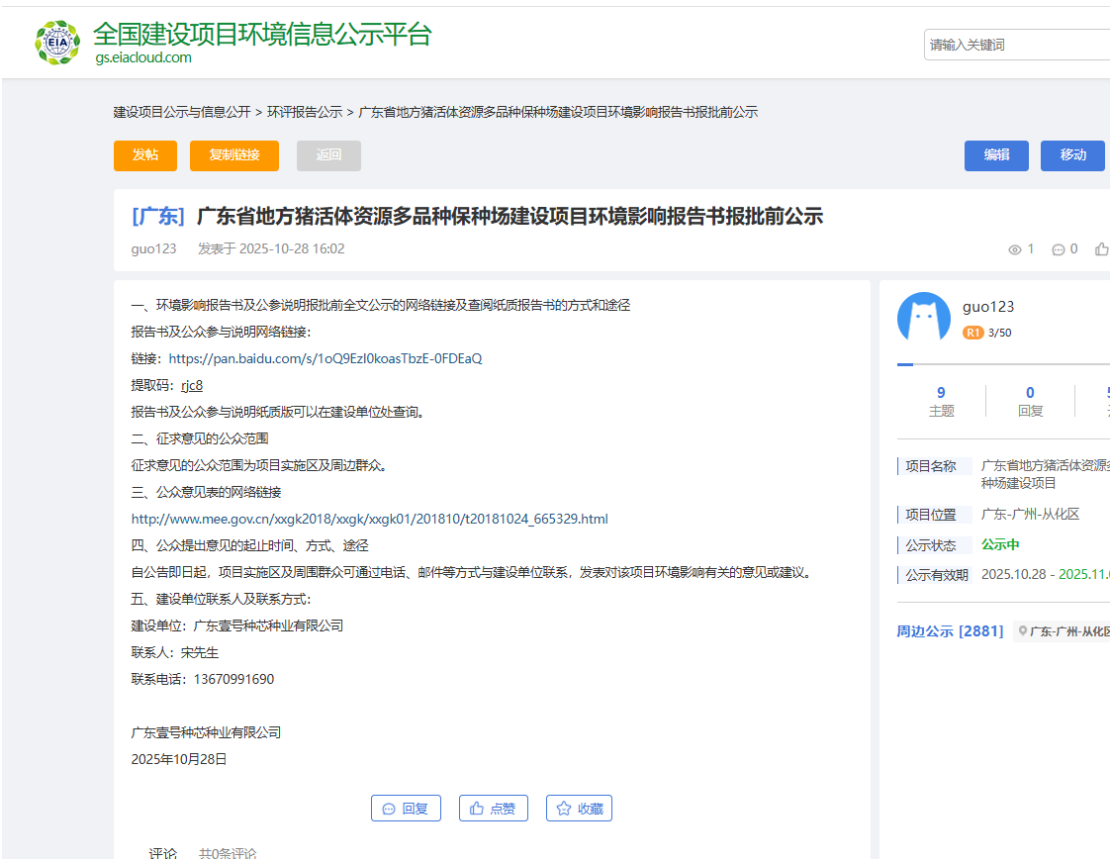 全国建设项目环境信息公示平台
EIA
gs.eiacloud.com
请输入关键词
建设项目公示与信息公开 > 环评报告公示 > 广东省地方猪活体资源多品种保种场建设项目环境影响报告书报批前公示
发帖 复制链接 返回 编辑 移动
[广东] 广东省地方猪活体资源多品种保种场建设项目环境影响报告书报批前公示
guo123 发表于 2025-10-28 16:02
1 0
一、环境影响报告书及公参说明报批前全文公示的网络链接及查阅纸质报告书的方式和途径
报告书及公众参与说明网络链接：
链接：https://pan.baidu.com/s/1oQ9EzI0koasTbzE-0FDEaQ
提取码：rjc8
报告书及公众参与说明纸质版可以在建设单位处查询。
二、征求意见的公众范围
征求意见的公众范围为项目实施区及周边群众。
三、公众意见表的网络链接
http://www.mee.gov.cn/xxgk2018/xxgk/xxgk01/201810/t20181024_665329.html
四、公众提出意见的起止时间、方式、途径
自公告即日起，项目实施区及周围群众可通过电话、邮件等方式与建设单位联系，发表对该项目环境影响有关的意见或建议。
五、建设单位联系人及联系方式：
建设单位：广东壹号种芯种业有限公司
联系人：宋先生
联系电话：13670991690
广东壹号种芯种业有限公司
2025年10月28日
回复 点赞 收藏
评论 共0条评论
guo123
R1 3/50
9 0
主题 回复
项目名称 广东省地方猪活体资源
种场建设项目
项目位置 广东-广州-从化区
公示状态 公示中
公示有效期 2025.10.28 - 2025.11.
周边公示 [2881] 广东-广州-从化区